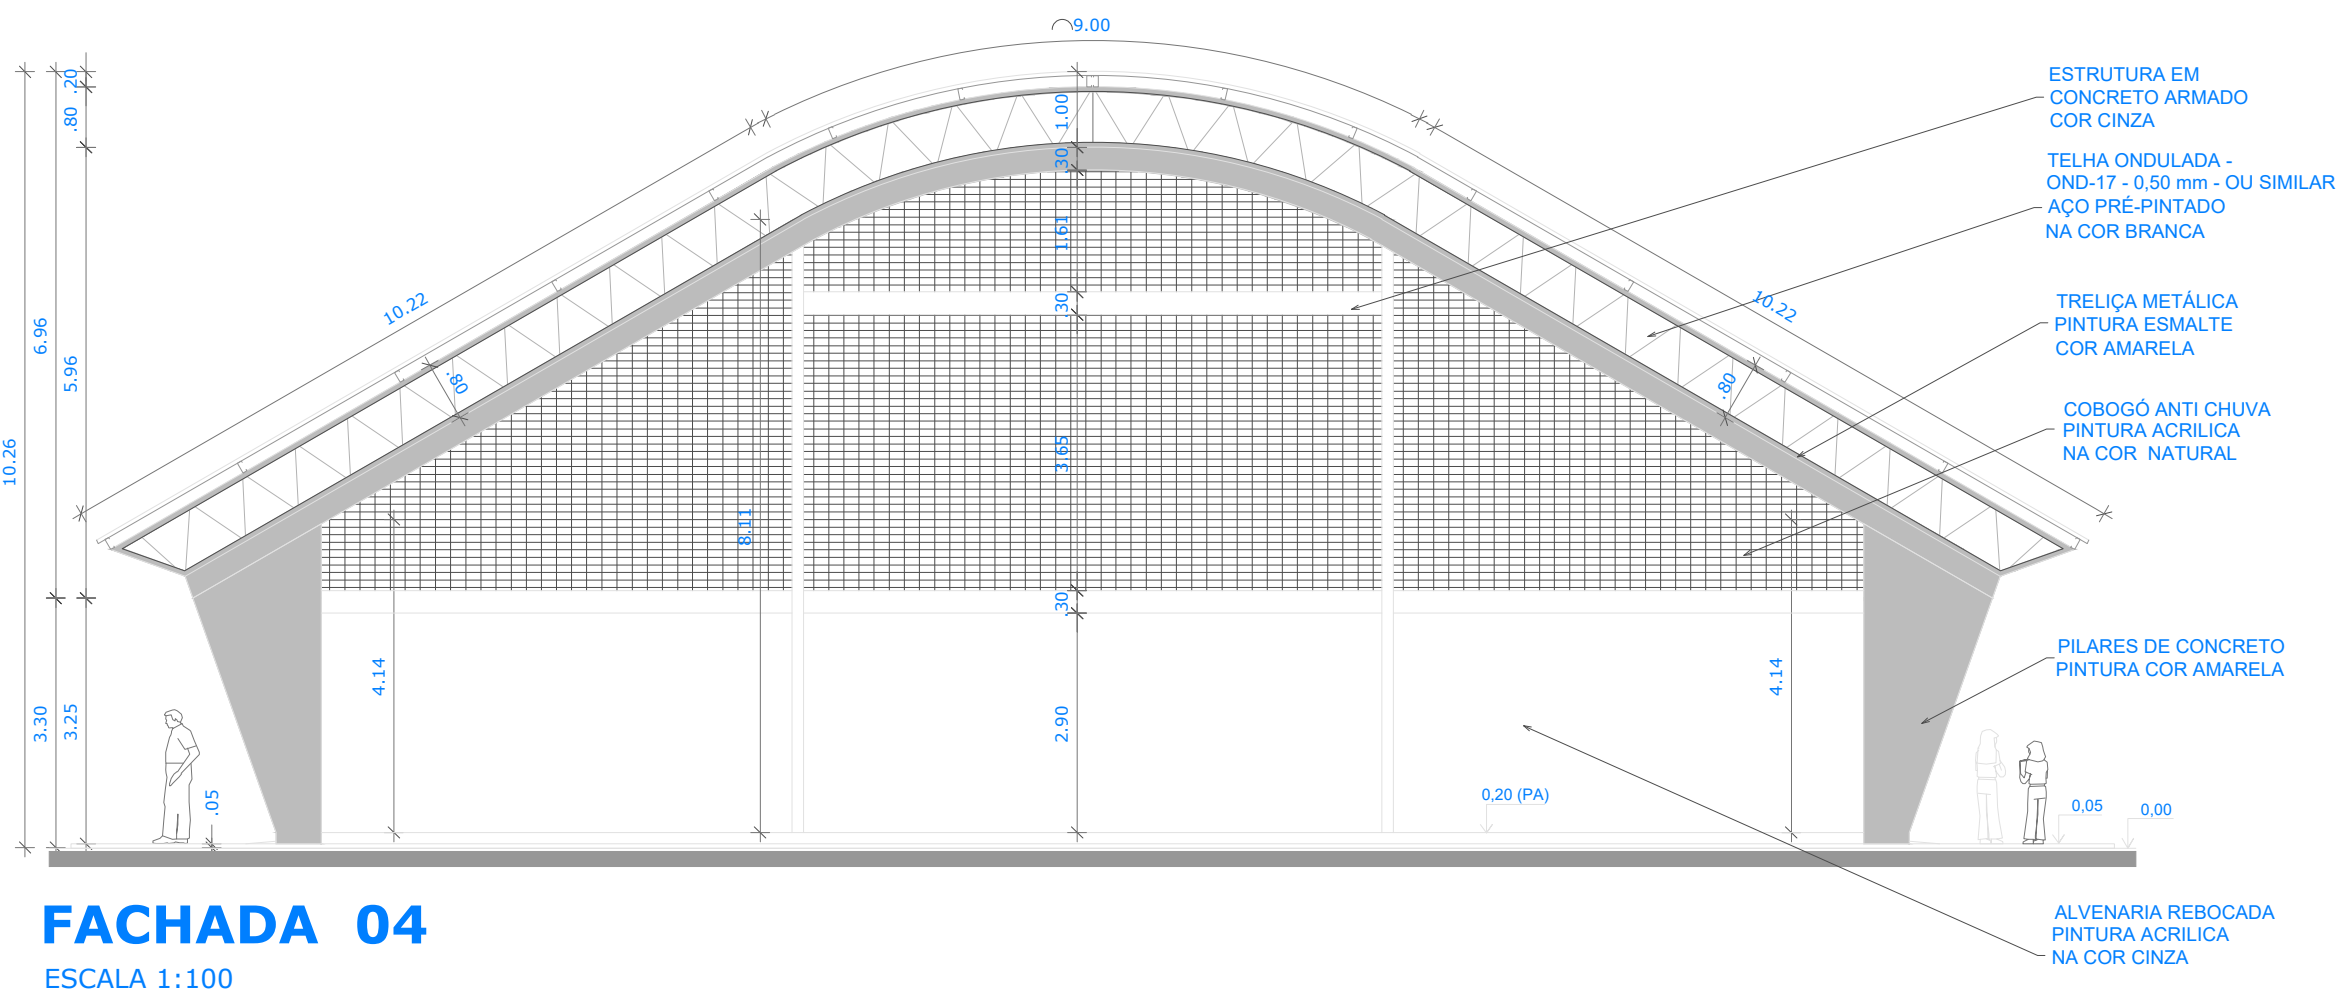 9.00
.20
.80
1.00
.30
1.61
.30
3.65
.30
2.90
10.22
10.22
6.96
5.96
10.26
.80
.80
8.11
4.14
4.14
3.30
3.25
.05
0,20 (PA)
0,05
0,00
ESTRUTURA EM
CONCRETO ARMADO
COR CINZA
TELHA ONDULADA -
OND-17 - 0,50 mm - OU SIMILAR
AÇO PRÉ-PINTADO
NA COR BRANCA
TRELIÇA METÁLICA
PINTURA ESMALTE
COR AMARELA
COBOGÓ ANTI CHUVA
PINTURA ACRILICA
NA COR  NATURAL
PILARES DE CONCRETO
PINTURA COR AMARELA
ALVENARIA REBOCADA
PINTURA ACRILICA
NA COR CINZA
FACHADA  04
ESCALA 1:100